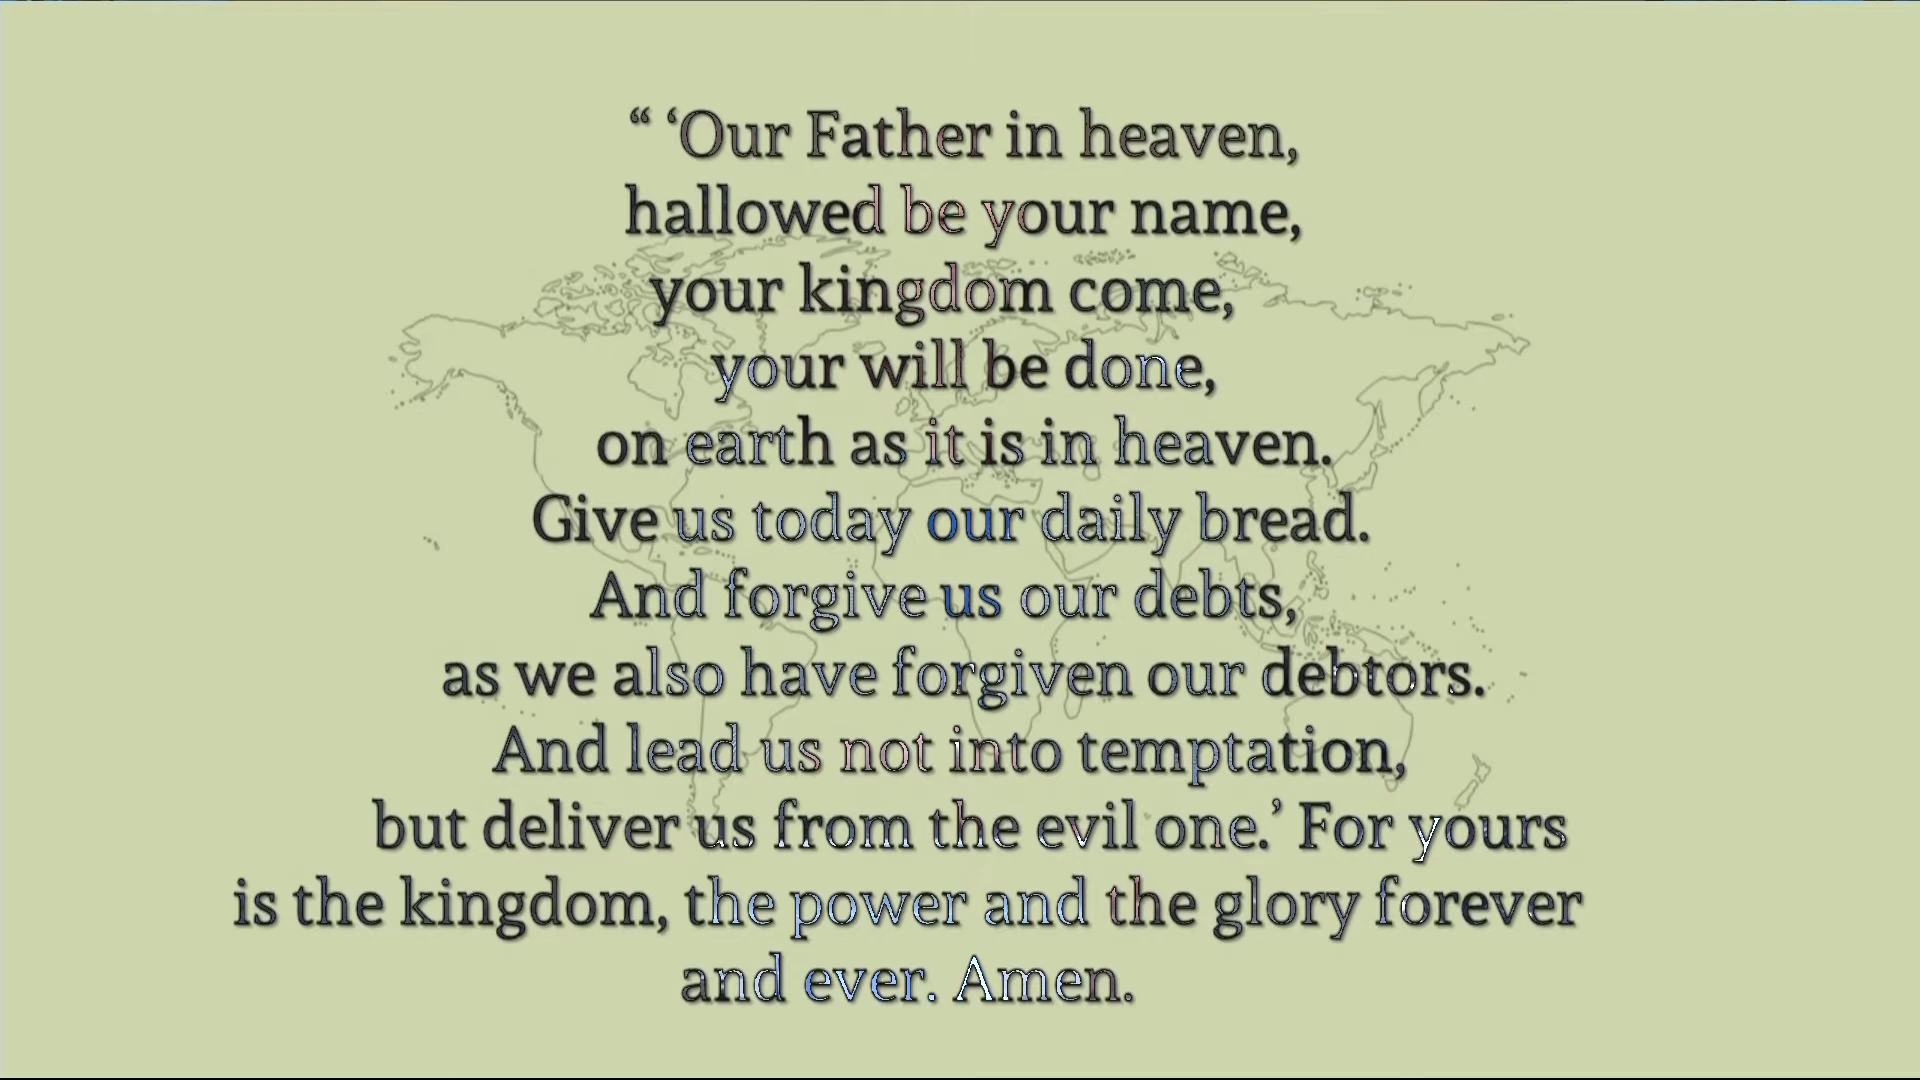 “ ‘Our Father in heaven,
hallowed be your name,
your kingdom come,
your will be done,
on earth as it is in heaven.
Give us today our daily bread.
And forgive us our debts,
as we also have forgiven our debtors.
And lead us not into temptation,
but deliver us from the evil one.’ For yours
is the kingdom, the power and the glory forever
and ever. Amen.